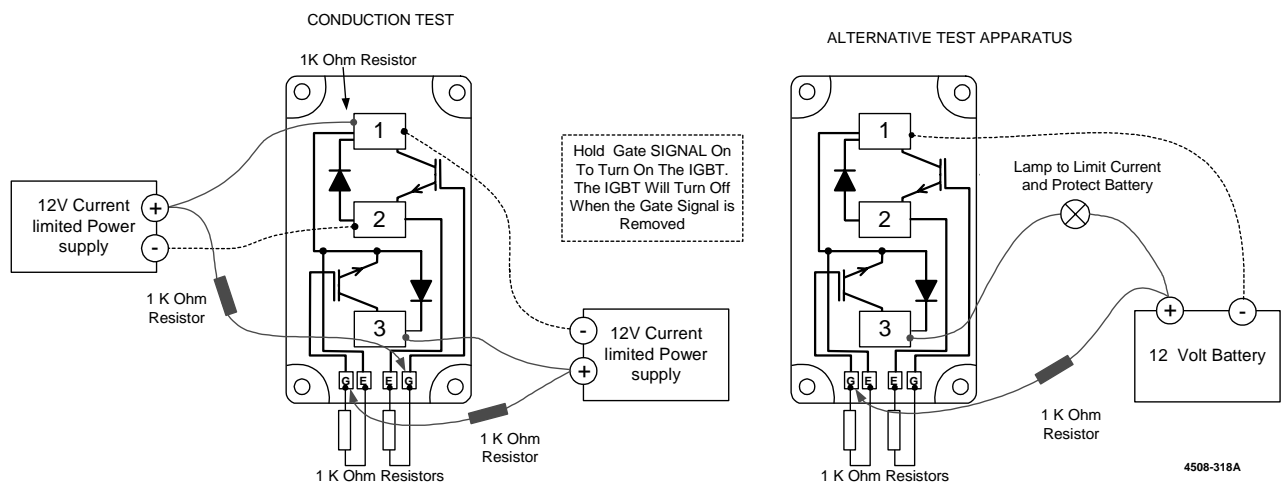 CONDUCTION TEST
1K Ohm Resistor
1
2
3
12V Current
limited Power
supply
+
-
1 K Ohm
Resistor
G E E G
1 K Ohm
Resistor
1 K Ohm Resistors
Hold Gate SIGNAL On
To Turn On The IGBT.
The IGBT Will Turn Off
When the Gate Signal is
Removed
-
+
12V Current
limited Power
supply
ALTERNATIVE TEST APPARATUS
1
2
3
Lamp to Limit Current
and Protect Battery
+
-
12 Volt Battery
G E E G
1 K Ohm
Resistor
1 K Ohm Resistors
4508-318A